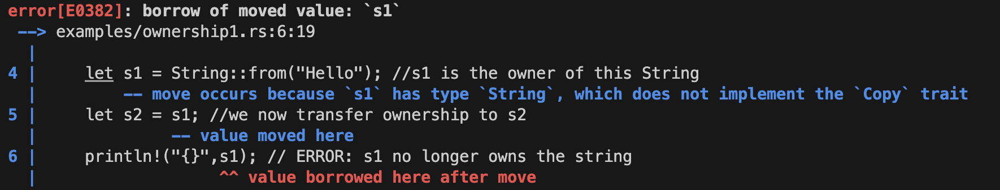 error[E0382]: borrow of moved value: `s1`
 --> examples/ownership1.rs:6:19
  |
4 |     let s1 = String::from("Hello"); //s1 is the owner of this String
  |         -- move occurs because `s1` has type `String`, which does not implement the `Copy` trait
5 |     let s2 = s1; //we now transfer ownership to s2
  |              -- value moved here
6 |     println!("{}",s1); // ERROR: s1 no longer owns the string
  |                   ^^ value borrowed here after move